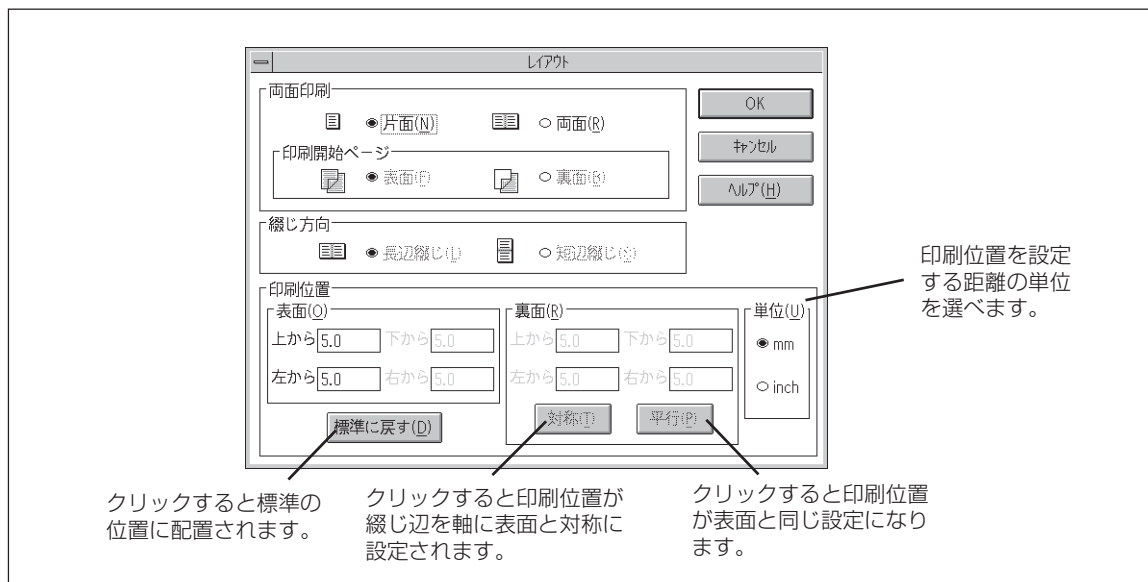 レイアウト
両面印刷
片面(N) 両面(R)
印刷開始ページ
表面(F) 裏面(B)
OK
キャンセル
ヘルプ(H)
綴じ方向
長辺綴じ(L) 短辺綴じ(S)
印刷位置
表面(O)
上から 5.0 下から 5.0
左から 5.0 右から 5.0
標準に戻す(D)
裏面(R)
上から 5.0 下から 5.0
左から 5.0 右から 5.0
対称(T) 平行(P)
単位(U)
mm
inch
印刷位置を設定
する距離の単位
を選べます。
クリックすると標準の
位置に配置されます。
クリックすると印刷位置が
綴じ辺を軸に表面と対称に
設定されます。
クリックすると印刷位置
が表面と同じ設定になり
ます。